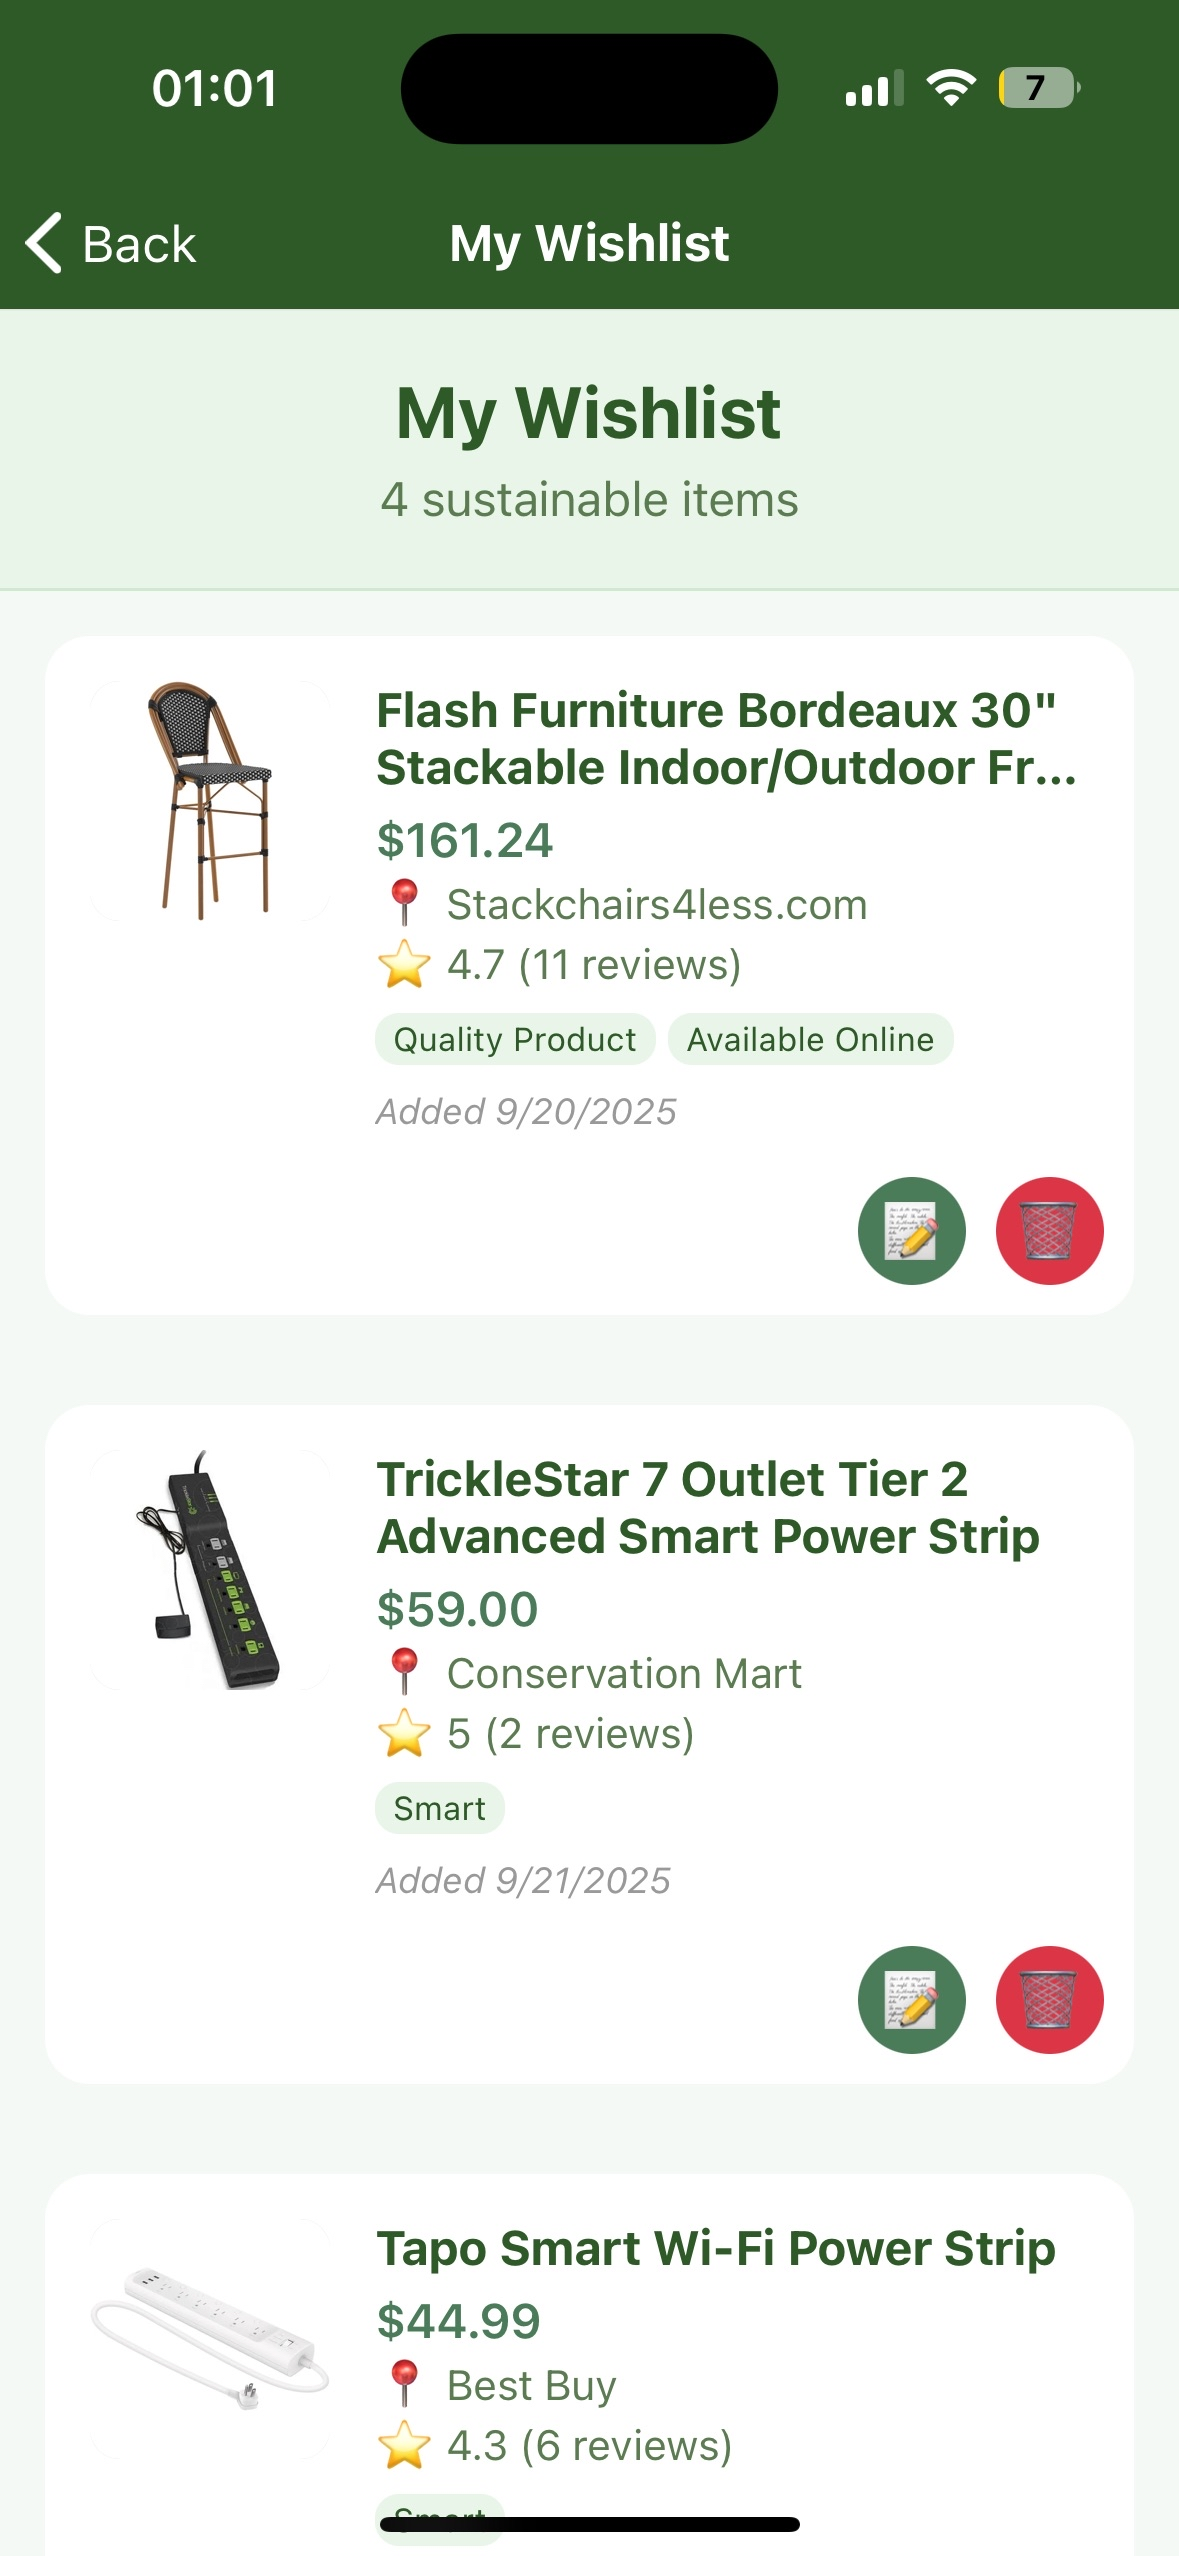 01:01
7
Back
My Wishlist
My Wishlist
4 sustainable items
Flash Furniture Bordeaux 30"
Stackable Indoor/Outdoor Fr...
$161.24
Stackchairs4less.com
4.7 (11 reviews)
Quality Product
Available Online
Added 9/20/2025
TrickleStar 7 Outlet Tier 2
Advanced Smart Power Strip
$59.00
Conservation Mart
5 (2 reviews)
Smart
Added 9/21/2025
Tapo Smart Wi-Fi Power Strip
$44.99
Best Buy
4.3 (6 reviews)
Smart